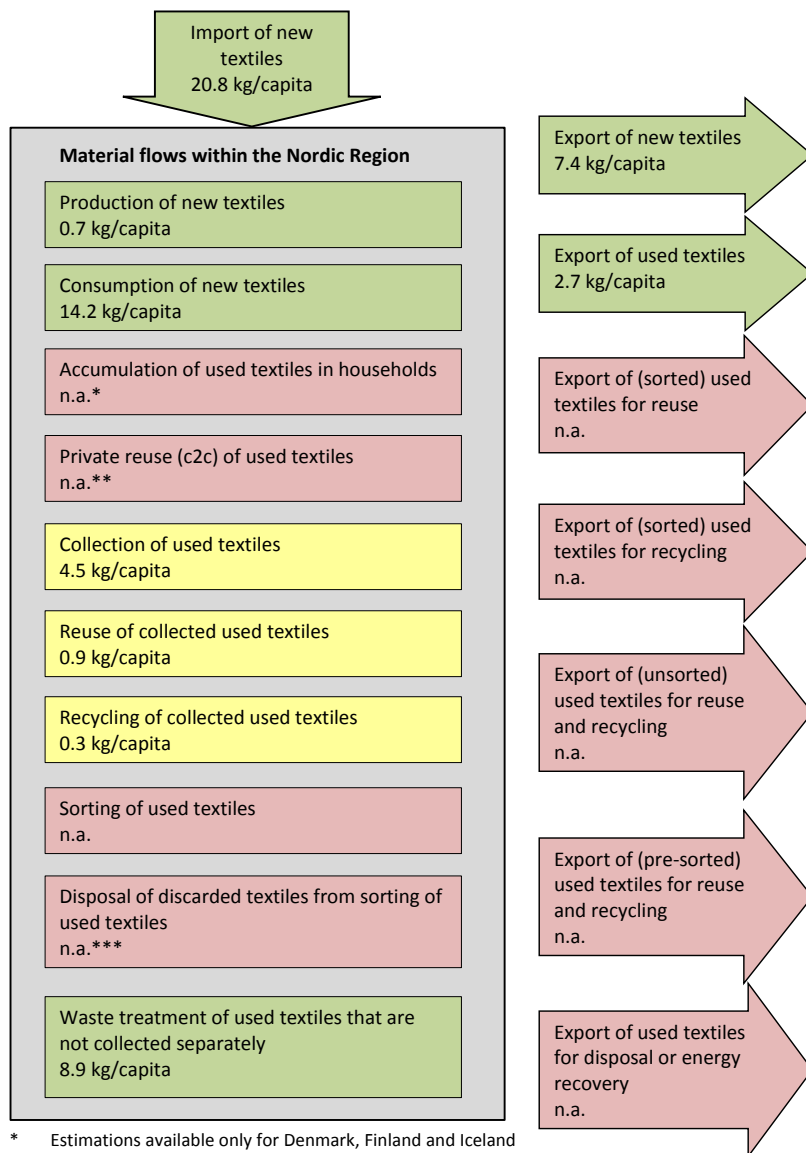 Import of new
textiles
20.8 kg/capita
Material flows within the Nordic Region
Production of new textiles
0.7 kg/capita
Consumption of new textiles
14.2 kg/capita
Accumulation of used textiles in households
n.a.*
Private reuse (c2c) of used textiles
n.a.**
Collection of used textiles
4.5 kg/capita
Reuse of collected used textiles
0.9 kg/capita
Recycling of collected used textiles
0.3 kg/capita
Sorting of used textiles
n.a.
Disposal of discarded textiles from sorting of
used textiles
n.a.***
Waste treatment of used textiles that are
not collected separately
8.9 kg/capita
Export of new textiles
7.4 kg/capita
Export of used textiles
2.7 kg/capita
Export of (sorted) used
textiles for reuse
n.a.
Export of (sorted) used
textiles for recycling
n.a.
Export of (unsorted)
used textiles for reuse
and recycling
n.a.
Export of (pre-sorted)
used textiles for reuse
and recycling
n.a.
Export of used textiles
for disposal or energy
recovery
n.a.
* Estimations available only for Denmark, Finland and Iceland